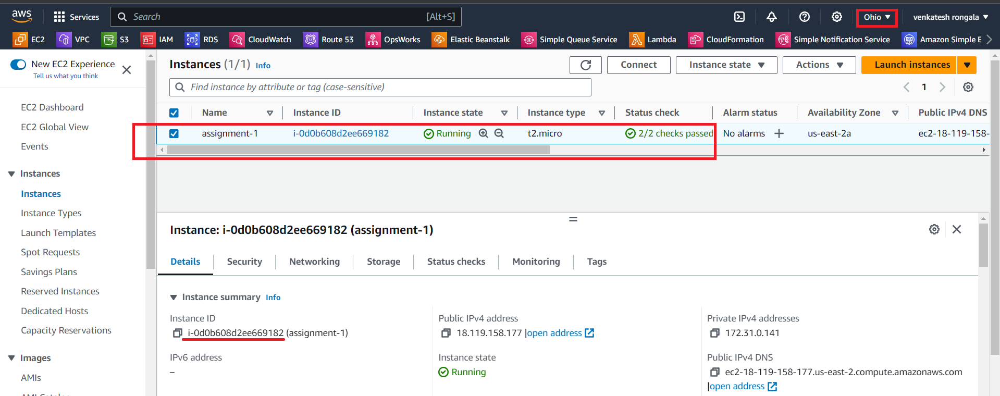 aws Services Search [Alt+S] Ohio venkatesh rongala
EC2 VPC S3 IAM RDS CloudWatch Route 53 OpsWorks Elastic Beanstalk Simple Queue Service Lambda CloudFormation Simple Notification Service Amazon Simple E
New EC2 Experience
Tell us what you think
EC2 Dashboard
EC2 Global View
Events
Instances
Instances
Instance Types
Launch Templates
Spot Requests
Savings Plans
Reserved Instances
Dedicated Hosts
Capacity Reservations
Images
AMIs
AMI Catalog
Instances (1/1) Info Connect Instance state Actions Launch instances
Find instance by attribute or tag (case-sensitive) 1
Name Instance ID Instance state Instance type Status check Alarm status Availability Zone Public IPv4 DNS
assignment-1 i-0d0b608d2ee669182 Running t2.micro 2/2 checks passed No alarms + us-east-2a ec2-18-119-158-
Instance: i-0d0b608d2ee669182 (assignment-1)
Details Security Networking Storage Status checks Monitoring Tags
Instance summary Info
Instance ID
i-0d0b608d2ee669182 (assignment-1)
Public IPv4 address
18.119.158.177 |open address
Private IPv4 addresses
172.31.0.141
IPv6 address
–
Instance state
Running
Public IPv4 DNS
ec2-18-119-158-177.us-east-2.compute.amazonaws.com
|open address